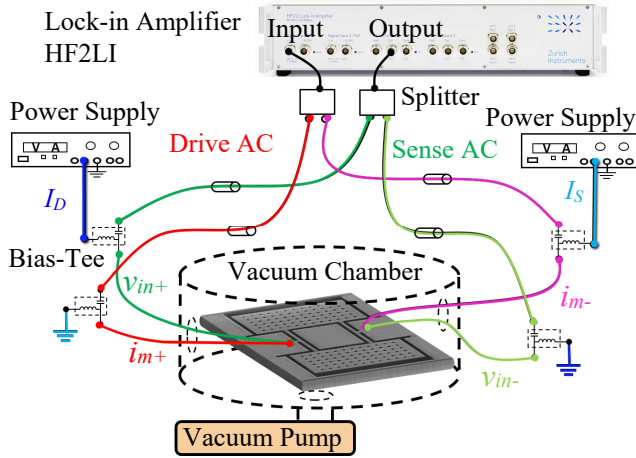 Lock-in Amplifier
HF2LI
Input
Output
Zurich
Instruments
Splitter
Power Supply
V A
Drive AC
Sense AC
Power Supply
V A
I_D
I_S
Bias-Tee
v_in+
Vacuum Chamber
i_m+
i_m-
v_in-
Vacuum Pump